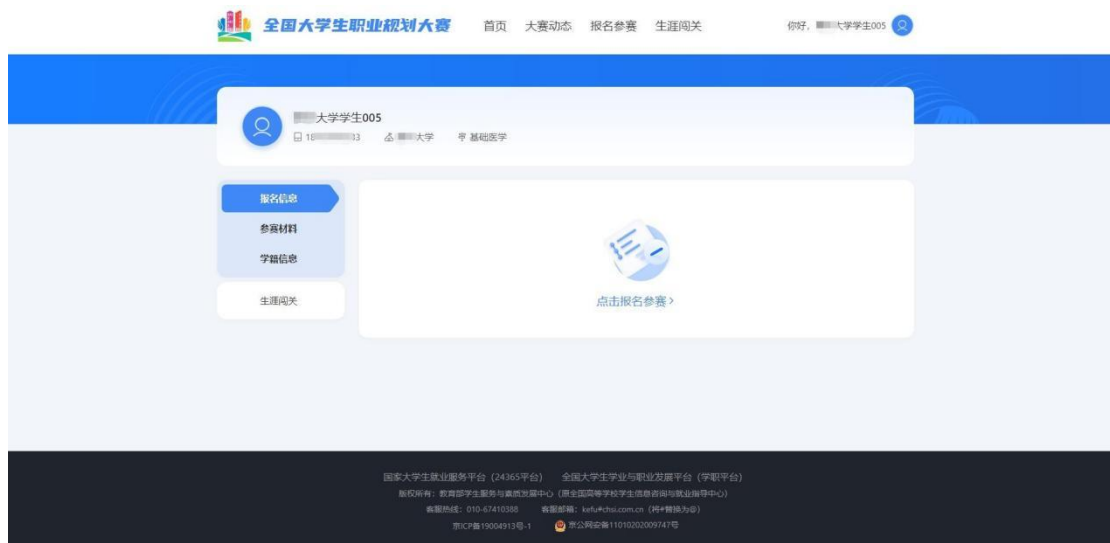 全国大学生职业规划大赛 首页 大赛动态 报名参赛 生涯闯关 你好, 大学学生005
大学学生005
18 33 大学 基础医学
报名信息
参赛材料
学籍信息
生涯闯关
点击报名参赛>
国家大学生就业服务平台（24365平台） 全国大学生学业与职业发展平台（学职平台）
版权所有：教育部学生服务与素质发展中心（原全国高等学校学生信息咨询与就业指导中心）
客服热线：010-67410388 客服邮箱：kefu#chsi.com.cn（将#替换为@）
京ICP备19004913号-1 京公网安备11010202009747号